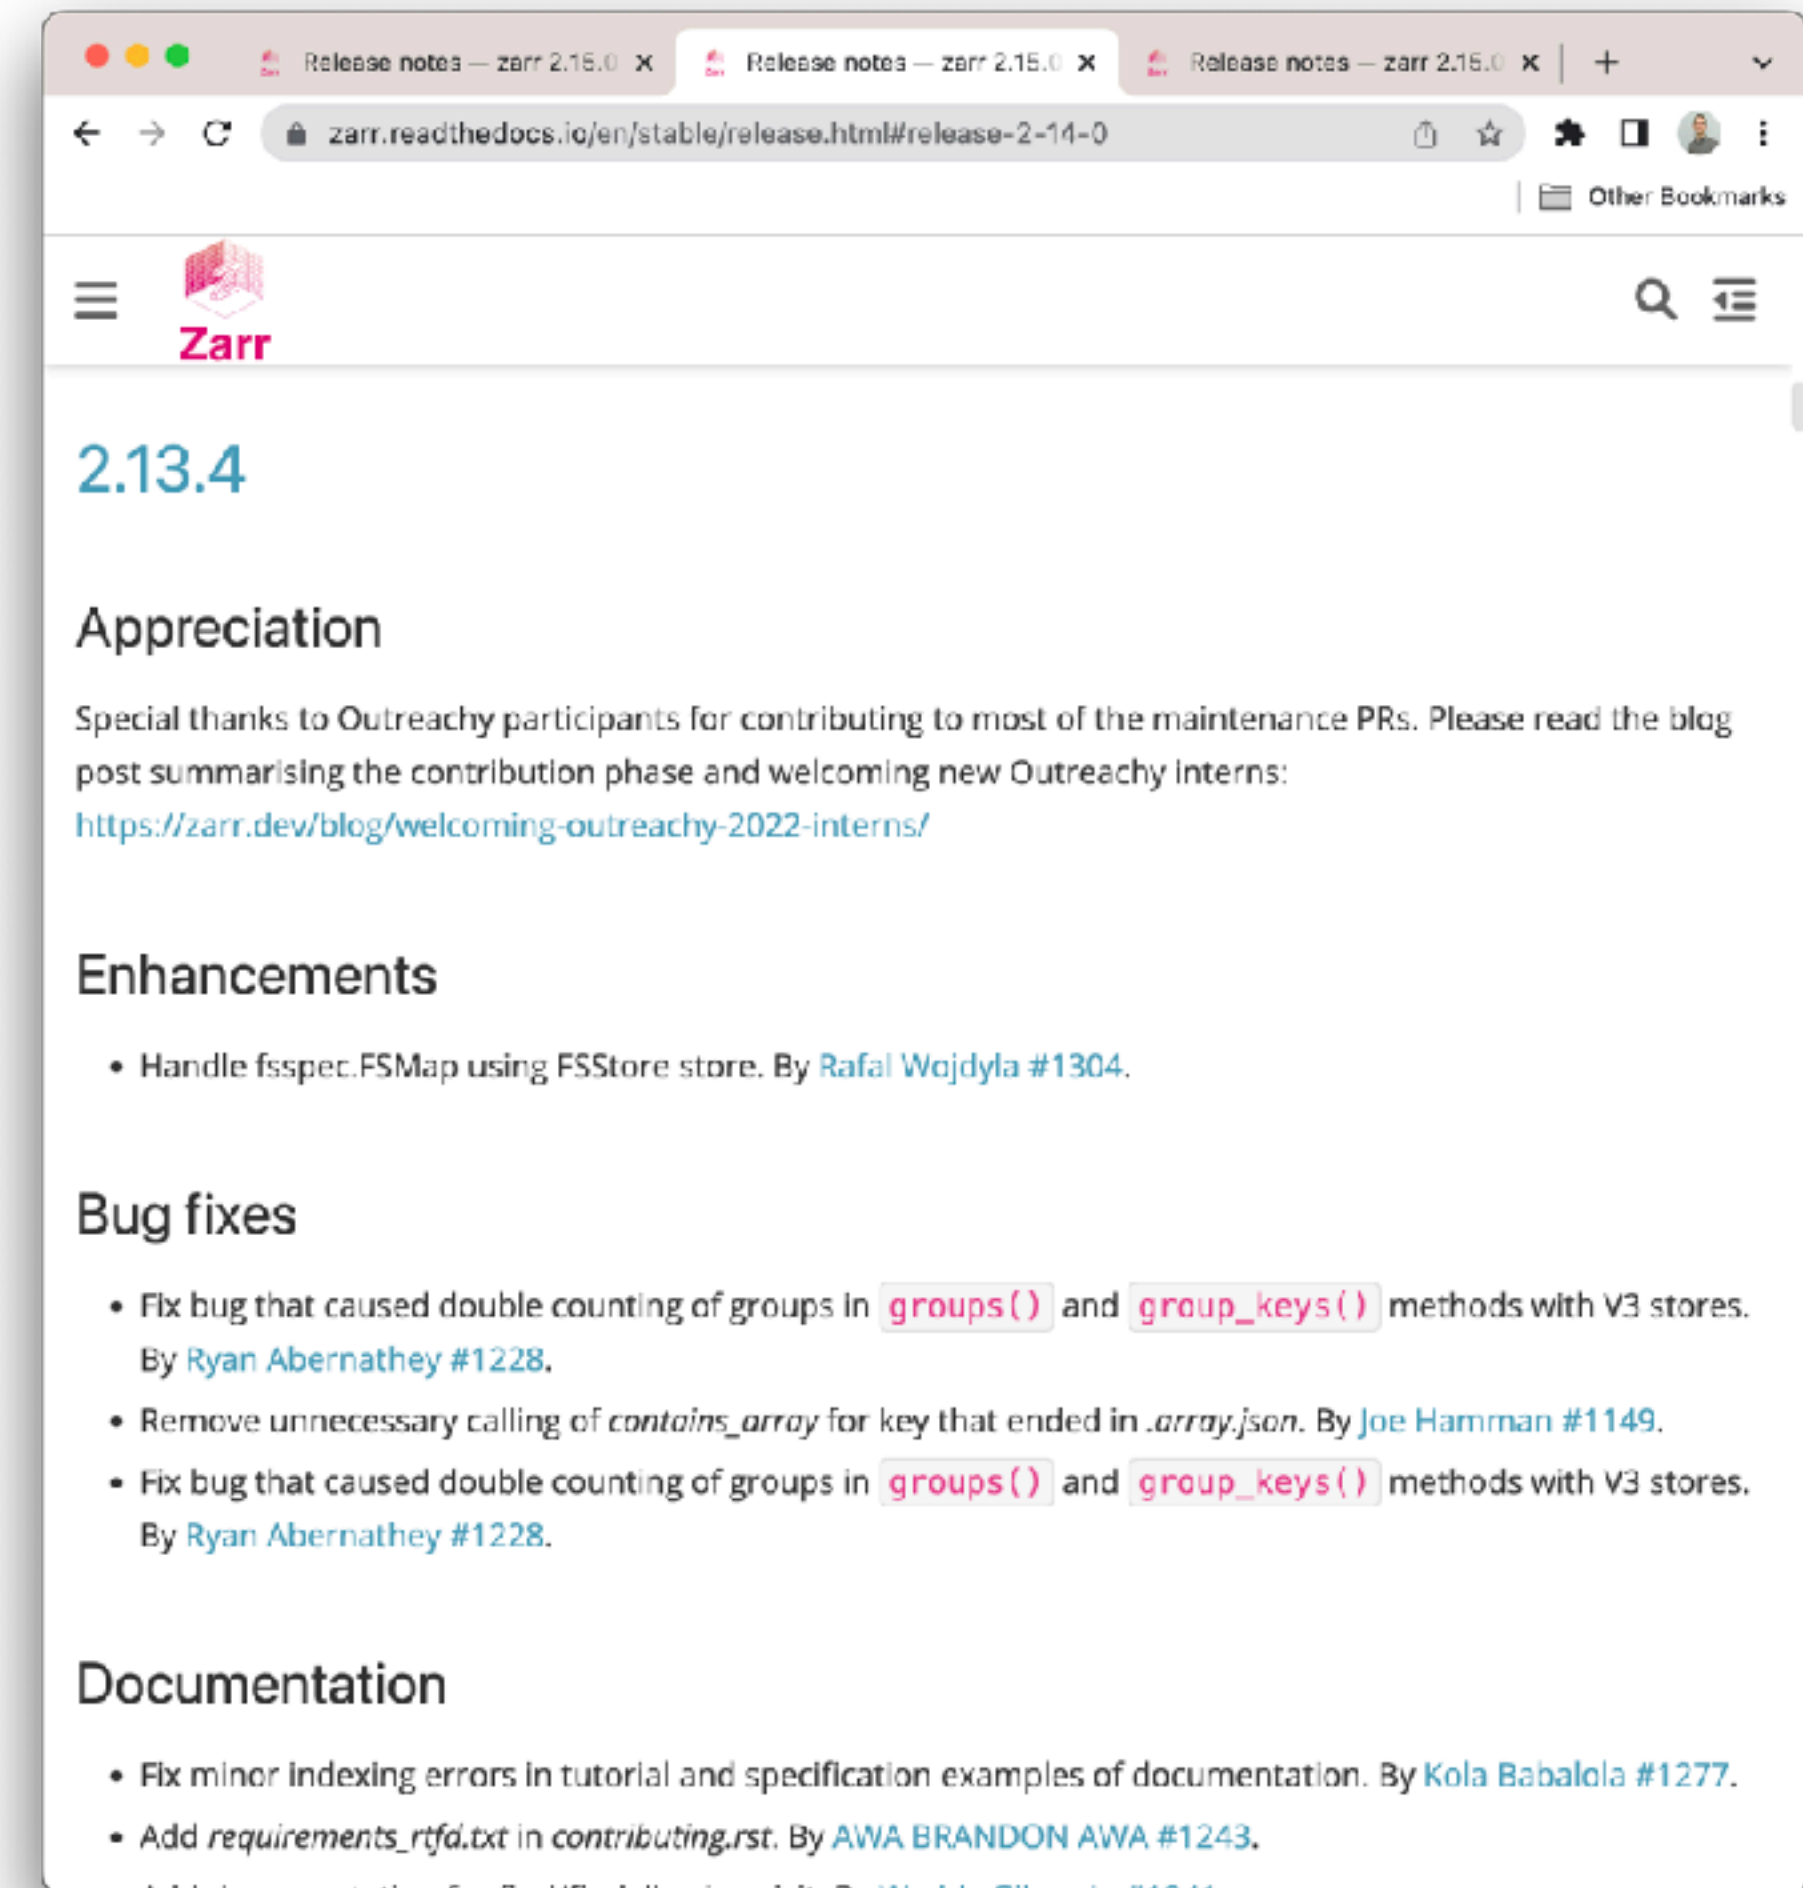 Release notes — zarr 2.15.0
Release notes — zarr 2.15.0
Release notes — zarr 2.15.0
zarr.readthedocs.io/en/stable/release.html#release-2-14-0
Other Bookmarks
Zarr
2.13.4
Appreciation
Special thanks to Outreachy participants for contributing to most of the maintenance PRs. Please read the blog
post summarising the contribution phase and welcoming new Outreachy interns:
https://zarr.dev/blog/welcoming-outreachy-2022-interns/
Enhancements
• Handle fsspec.FSMap using FSStore store. By Rafal Wojdyla #1304.
Bug fixes
• Fix bug that caused double counting of groups in groups() and group_keys() methods with V3 stores.
By Ryan Abernathey #1228.
• Remove unnecessary calling of contains_array for key that ended in .array.json. By Joe Hamman #1149.
• Fix bug that caused double counting of groups in groups() and group_keys() methods with V3 stores.
By Ryan Abernathey #1228.
Documentation
• Fix minor indexing errors in tutorial and specification examples of documentation. By Kola Babalola #1277.
• Add requirements_rtfd.txt in contributing.rst. By AWA BRANDON AWA #1243.